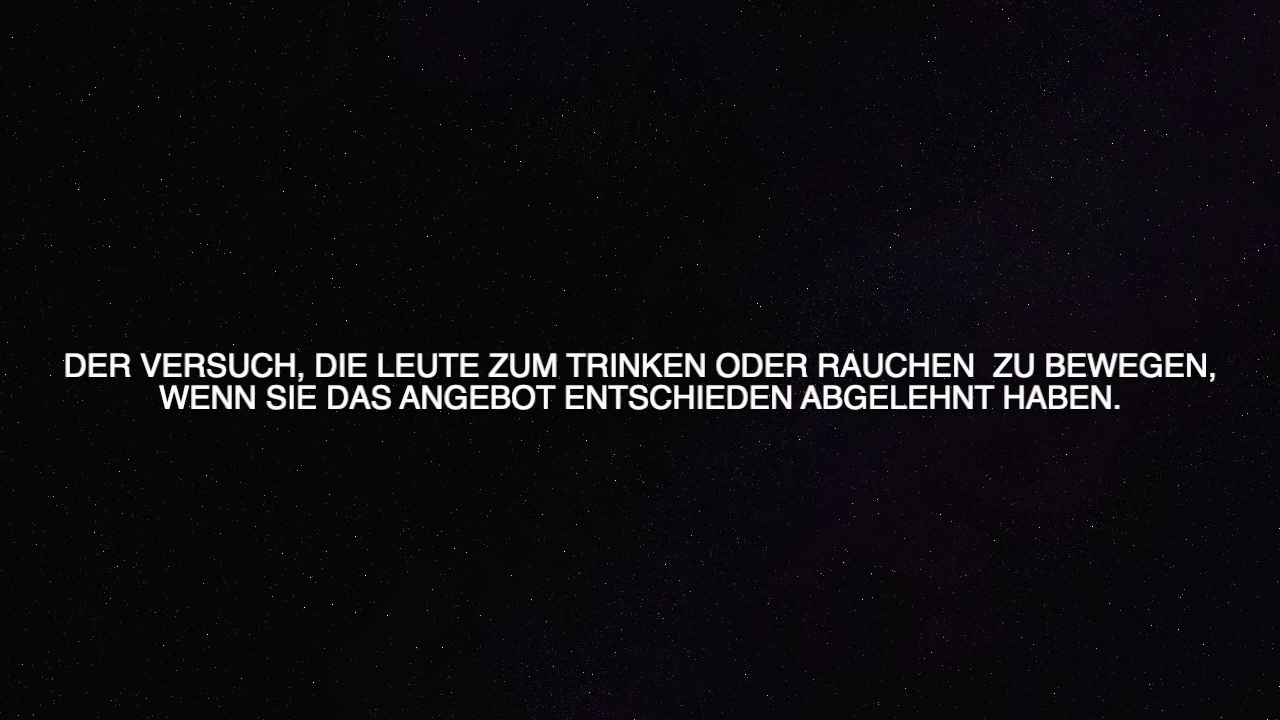 DER VERSUCH, DIE LEUTE ZUM TRINKEN ODER RAUCHEN  ZU BEWEGEN,
WENN SIE DAS ANGEBOT ENTSCHIEDEN ABGELEHNT HABEN.